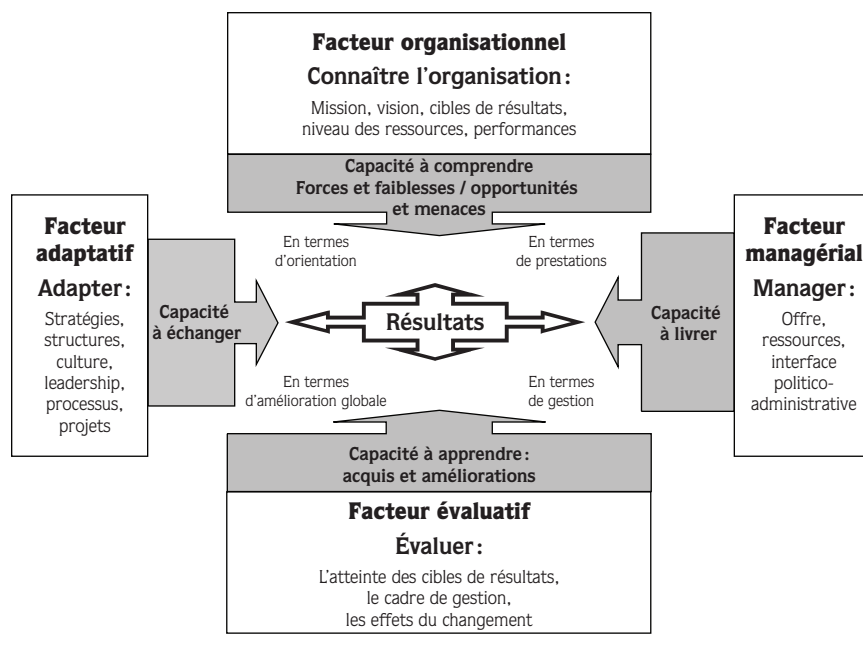 Facteur organisationnel
Connaître l'organisation :
Mission, vision, cibles de résultats,
niveau des ressources, performances
Capacité à comprendre
Forces et faiblesses / opportunités
et menaces
Facteur
adaptatif
Adapter :
Stratégies,
structures,
culture,
leadership,
processus,
projets
Capacité
à échanger
En termes
d'orientation
En termes
de prestations
Résultats
En termes
d'amélioration globale
En termes
de gestion
Capacité
à livrer
Facteur
managérial
Manager :
Offre,
ressources,
interface
politico-
administrative
Capacité à apprendre :
acquis et améliorations
Facteur évaluatif
Évaluer :
L'atteinte des cibles de résultats,
le cadre de gestion,
les effets du changement